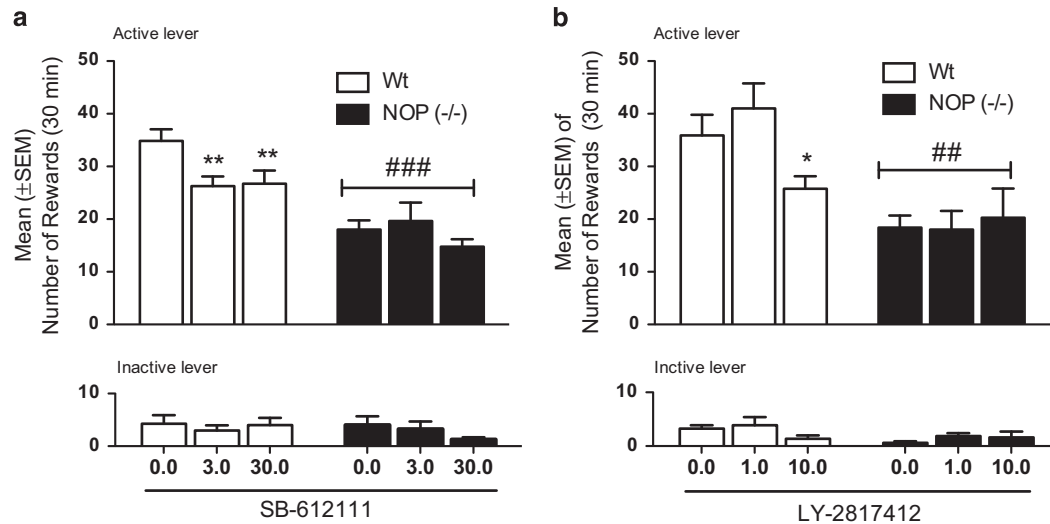 a
Active lever
Mean (±SEM)
Number of Rewards (30 min)
50
40
30
20
10
0
Wt
NOP (-/-)
**
**
###
Inactive lever
10
0
0.0 3.0 30.0 0.0 3.0 30.0
SB-612111
b
Active lever
Mean (±SEM) of
Number of Rewards (30 min)
50
40
30
20
10
0
Wt
NOP (-/-)
*
##
Inctive lever
10
0
0.0 1.0 10.0 0.0 1.0 10.0
LY-2817412